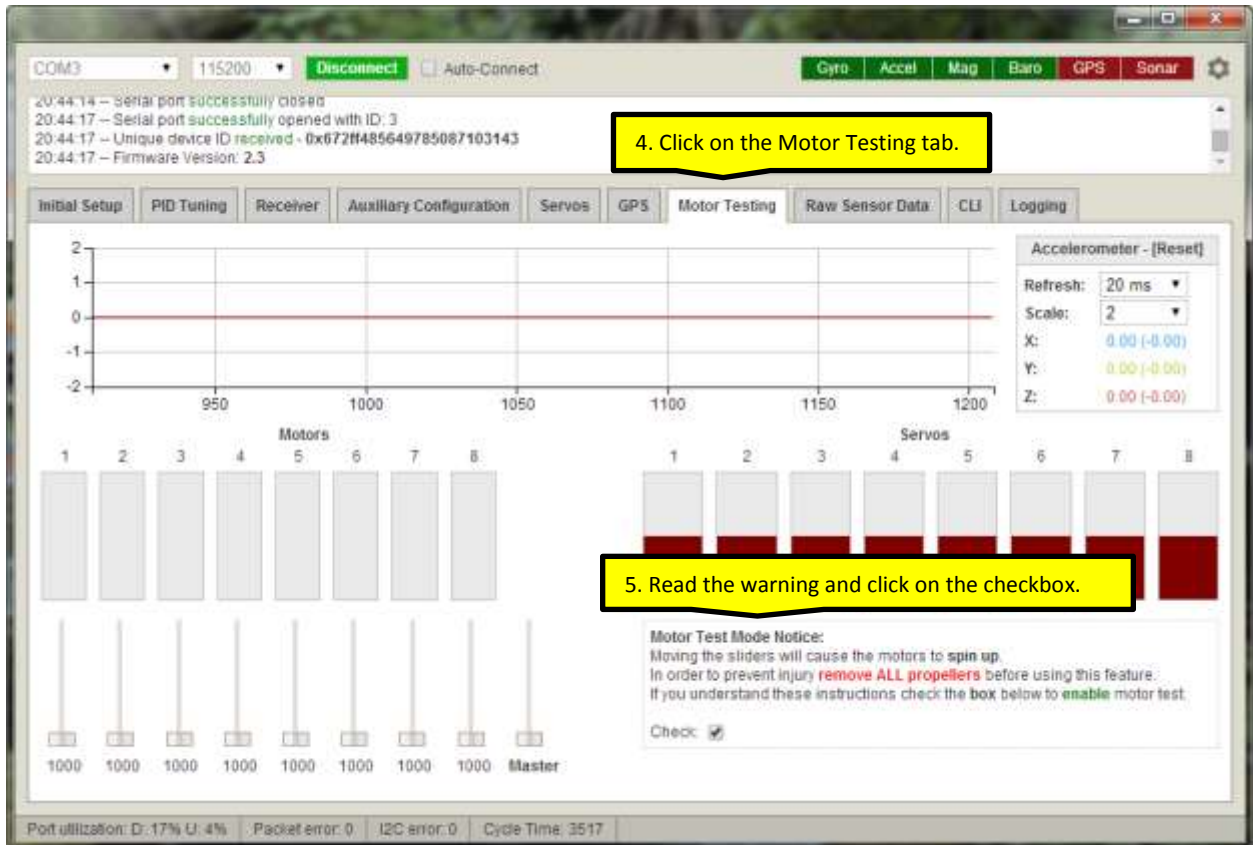 COM3 115200 Disconnect Auto-Connect Gyro Accel Mag Baro GPS Sonar
20:44:14 -- Serial port successfully closed
20:44:17 -- Serial port successfully opened with ID: 3
20:44:17 -- Unique device ID received - 0x672ff485649785087103143
20:44:17 -- Firmware Version: 2.3
4. Click on the Motor Testing tab.
Initial Setup PID Tuning Receiver Auxiliary Configuration Servos GPS Motor Testing Raw Sensor Data CLI Logging
2
1
0
-1
-2
950 1000 1050 1100 1150 1200
Accelerometer - [Reset]
Refresh: 20 ms
Scale: 2
X: 0.00 (-0.00)
Y: 0.00 (-0.00)
Z: 0.00 (-0.00)
Motors
1 2 3 4 5 6 7 8
1000 1000 1000 1000 1000 1000 1000 1000 Master
Servos
1 2 3 4 5 6 7 8
5. Read the warning and click on the checkbox.
Motor Test Mode Notice:
Moving the sliders will cause the motors to spin up.
In order to prevent injury remove ALL propellers before using this feature.
If you understand these instructions check the box below to enable motor test.
Check:
Port utilization: D: 17% U: 4% Packet error: 0 I2C error: 0 Cycle Time: 3517